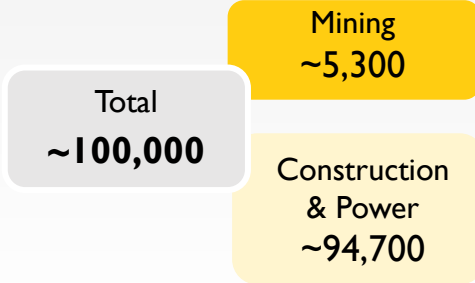 Mining
~5,300
Total
~100,000
Construction
& Power
~94,700